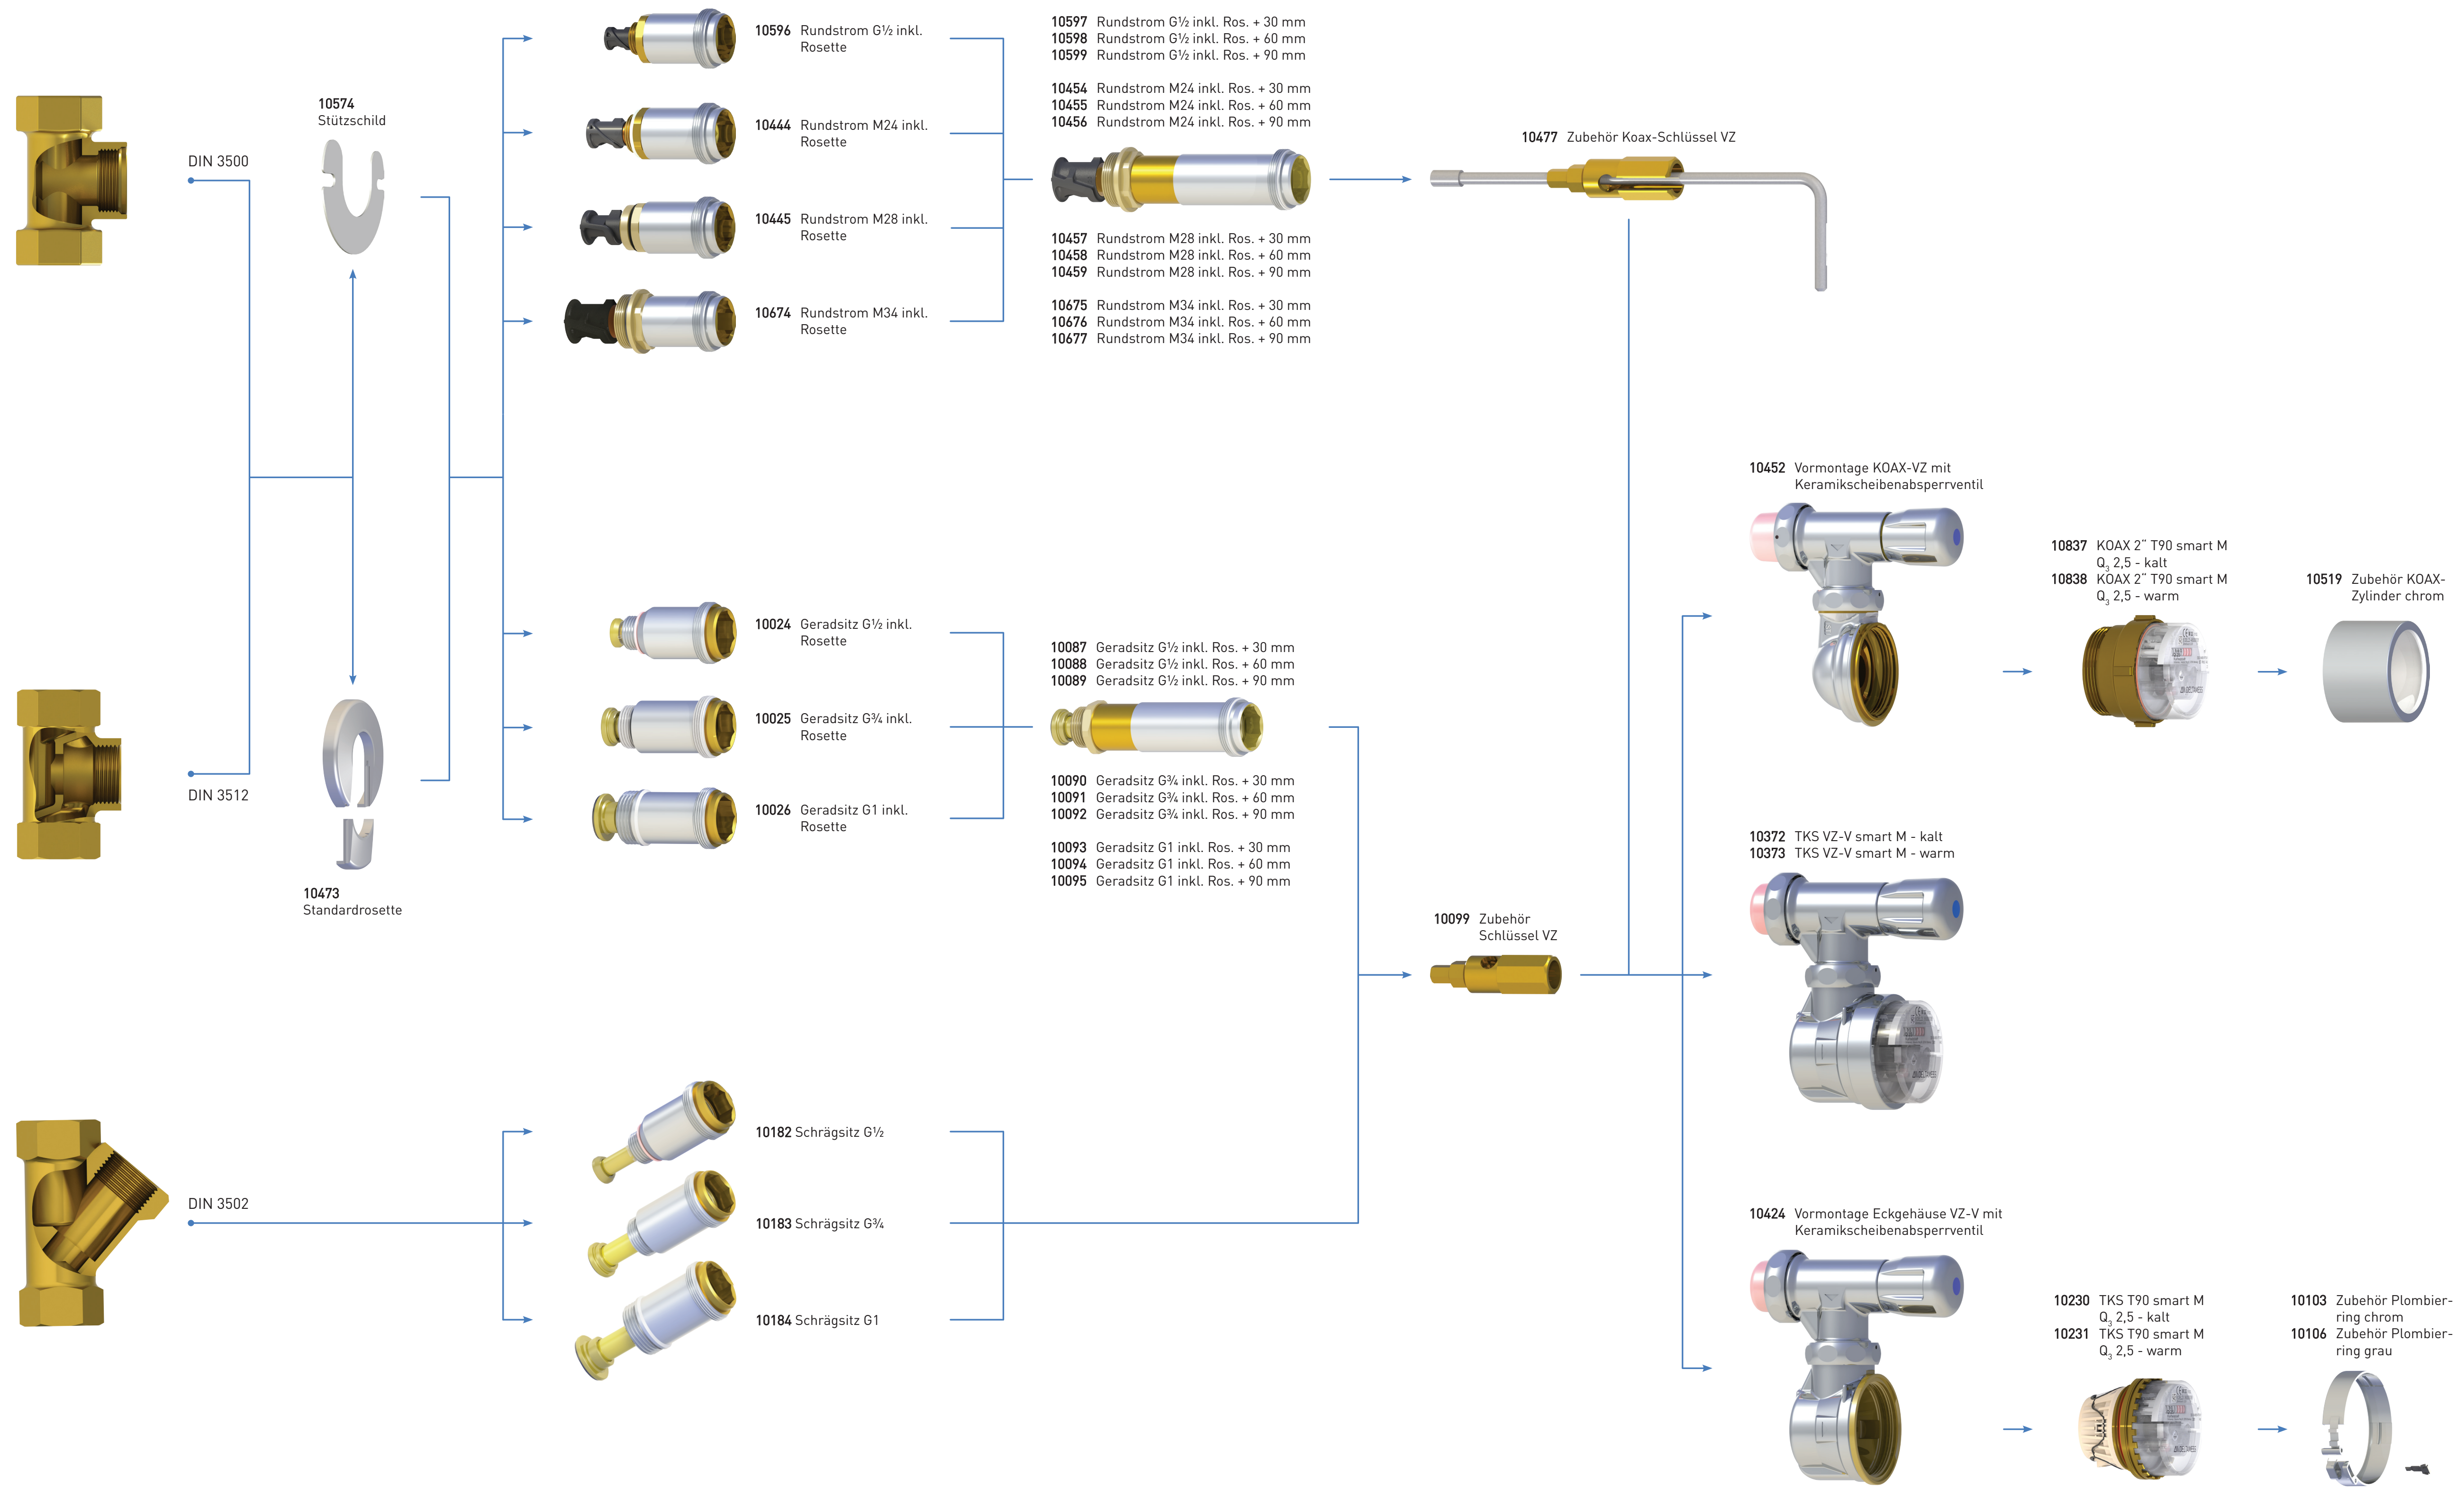 DIN 3500
10574
Stützschild
DIN 3512
10473
Standardrosette
DIN 3502
10596 Rundstrom G½ inkl.
Rosette
10444 Rundstrom M24 inkl.
Rosette
10445 Rundstrom M28 inkl.
Rosette
10674 Rundstrom M34 inkl.
Rosette
10024 Geradsitz G½ inkl.
Rosette
10025 Geradsitz G¾ inkl.
Rosette
10026 Geradsitz G1 inkl.
Rosette
10182 Schrägsitz G½
10183 Schrägsitz G¾
10184 Schrägsitz G1
10597 Rundstrom G½ inkl. Ros. + 30 mm
10598 Rundstrom G½ inkl. Ros. + 60 mm
10599 Rundstrom G½ inkl. Ros. + 90 mm
10454 Rundstrom M24 inkl. Ros. + 30 mm
10455 Rundstrom M24 inkl. Ros. + 60 mm
10456 Rundstrom M24 inkl. Ros. + 90 mm
10457 Rundstrom M28 inkl. Ros. + 30 mm
10458 Rundstrom M28 inkl. Ros. + 60 mm
10459 Rundstrom M28 inkl. Ros. + 90 mm
10675 Rundstrom M34 inkl. Ros. + 30 mm
10676 Rundstrom M34 inkl. Ros. + 60 mm
10677 Rundstrom M34 inkl. Ros. + 90 mm
10087 Geradsitz G½ inkl. Ros. + 30 mm
10088 Geradsitz G½ inkl. Ros. + 60 mm
10089 Geradsitz G½ inkl. Ros. + 90 mm
10090 Geradsitz G¾ inkl. Ros. + 30 mm
10091 Geradsitz G¾ inkl. Ros. + 60 mm
10092 Geradsitz G¾ inkl. Ros. + 90 mm
10093 Geradsitz G1 inkl. Ros. + 30 mm
10094 Geradsitz G1 inkl. Ros. + 60 mm
10095 Geradsitz G1 inkl. Ros. + 90 mm
10477 Zubehör Koax-Schlüssel VZ
10099 Zubehör
Schlüssel VZ
10452 Vormontage KOAX-VZ mit
Keramikscheibenabsperrventil
10837 KOAX 2" T90 smart M
Q3 2,5 - kalt
10838 KOAX 2" T90 smart M
Q3 2,5 - warm
10519 Zubehör KOAX-
Zylinder chrom
10372 TKS VZ-V smart M - kalt
10373 TKS VZ-V smart M - warm
10424 Vormontage Eckgehäuse VZ-V mit
Keramikscheibenabsperrventil
10230 TKS T90 smart M
Q3 2,5 - kalt
10231 TKS T90 smart M
Q3 2,5 - warm
10103 Zubehör Plombier-
ring chrom
10106 Zubehör Plombier-
ring grau